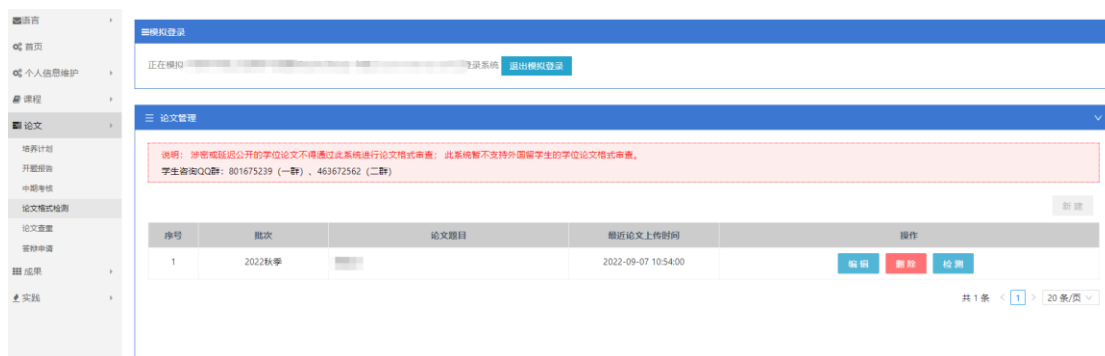 语言
首页
个人信息维护
课程
论文
培养计划
开题报告
中期考核
论文格式检测
论文查重
答辩申请
成果
实践
模拟登录
正在模拟
登录系统 退出模拟登录
论文管理
说明： 涉密或延迟公开的学位论文不得通过此系统进行论文格式审查； 此系统暂不支持外国留学生的学位论文格式审查。
学生咨询QQ群：801675239（一群）、463672562（二群）
新建
序号 批次 论文题目 最近论文上传时间 操作
1 2022秋季 2022-09-07 10:54:00 编辑 删除 检测
共 1 条 < 1 > 20 条/页